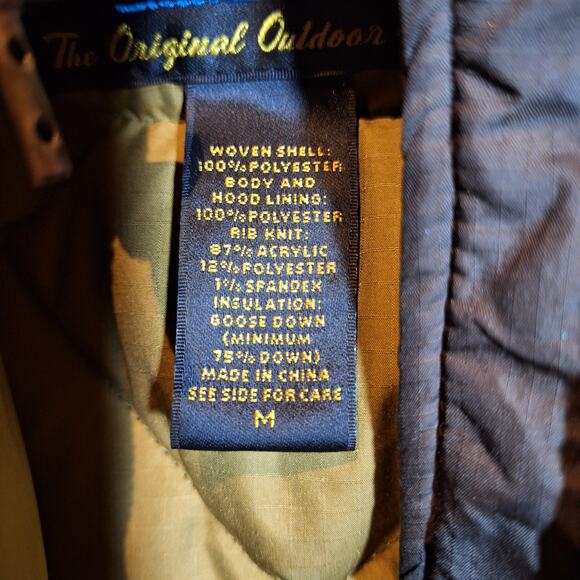 The Original Outdoor
WOVEN SHELL:
100% POLYESTER
BODY AND
HOOD LINING:
100% POLYESTER
RIB KNIT:
87% ACRYLIC
12% POLYESTER
1% SPANDEX
INSULATION:
GOOSE DOWN
(MINIMUM
75% DOWN)
MADE IN CHINA
SEE SIDE FOR CARE
M